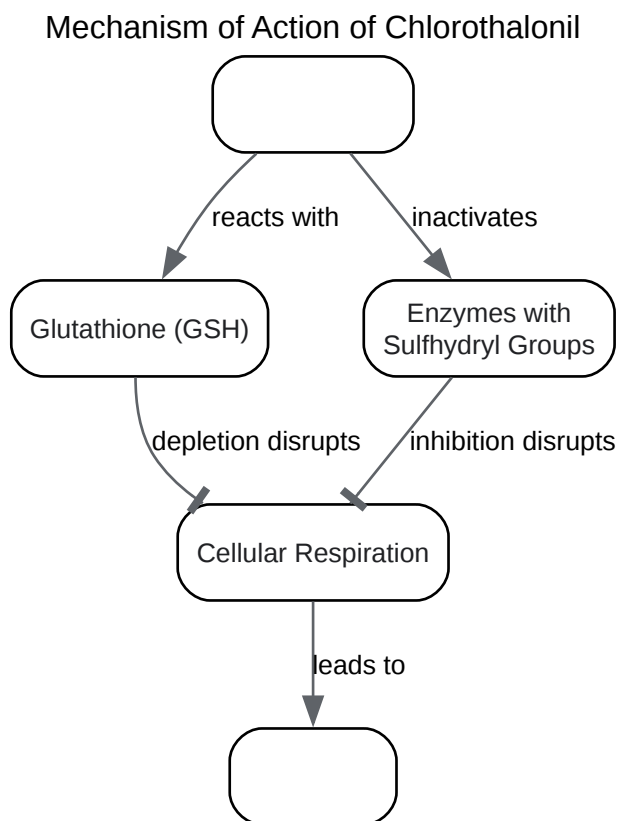 Mechanism of Action of Chlorothalonil
reacts with
inactivates
Glutathione (GSH)
Enzymes with
Sulfhydryl Groups
depletion disrupts
inhibition disrupts
Cellular Respiration
leads to